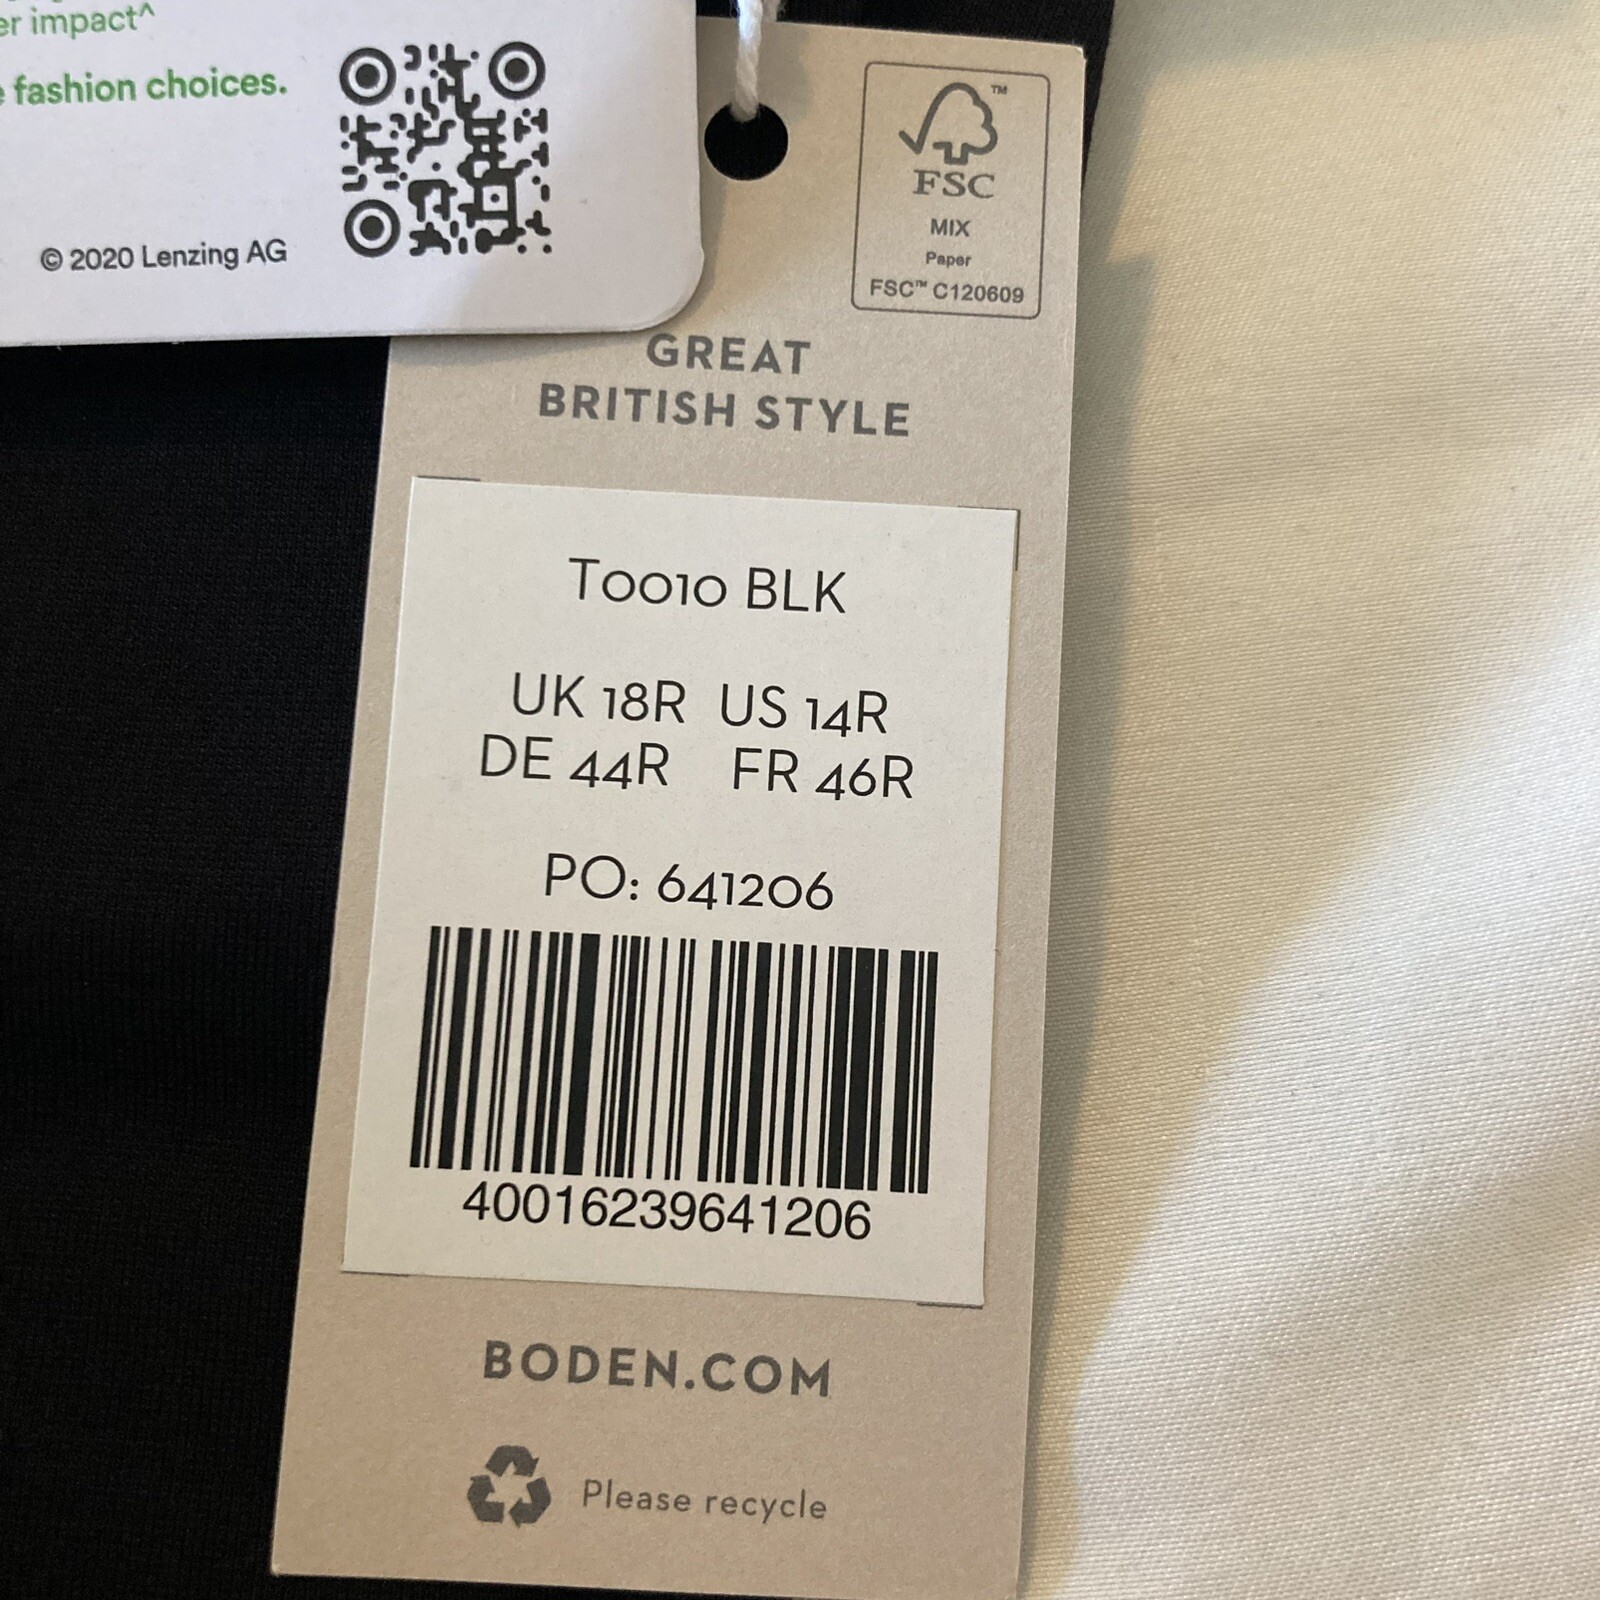 er impact^
fashion choices.
© 2020 Lenzing AG
™
FSC
MIX
Paper
FSC™ C120609
GREAT
BRITISH STYLE
T0010 BLK
UK 18R US 14R
DE 44R FR 46R
PO: 641206
40016239641206
BODEN.COM
Please recycle